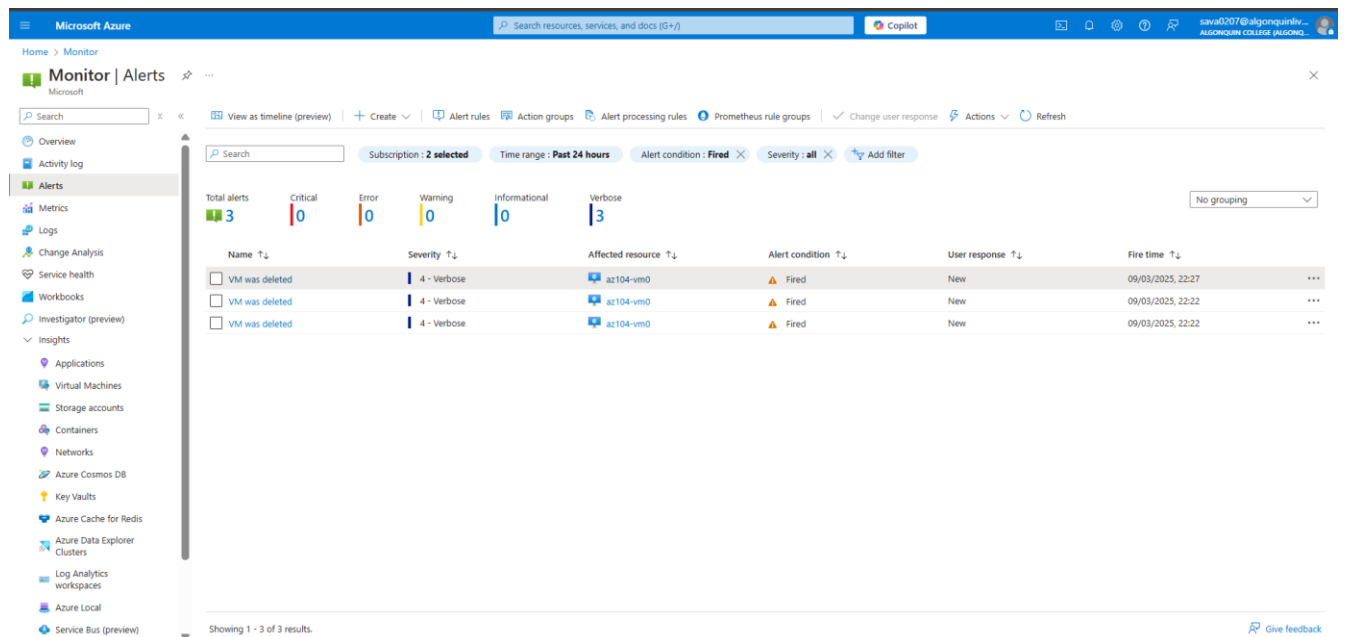 Microsoft Azure
Search resources, services, and docs (G+/)
Copilot
sava0207@algonquinliv...
ALGONQUIN COLLEGE (ALGONQ...
Home > Monitor
Monitor | Alerts
Microsoft
Search
View as timeline (preview)
Create
Alert rules
Action groups
Alert processing rules
Prometheus rule groups
Change user response
Actions
Refresh
Overview
Activity log
Alerts
Metrics
Logs
Change Analysis
Service health
Workbooks
Investigator (preview)
Insights
Applications
Virtual Machines
Storage accounts
Containers
Networks
Azure Cosmos DB
Key Vaults
Azure Cache for Redis
Azure Data Explorer
Clusters
Log Analytics
workspaces
Azure Local
Service Bus (preview)
Search
Subscription : 2 selected
Time range : Past 24 hours
Alert condition : Fired
Severity : all
Add filter
Total alerts Critical Error Warning Informational Verbose
3 0 0 0 0 3
No grouping
Name Severity Affected resource Alert condition User response Fire time
VM was deleted 4 - Verbose az104-vm0 Fired New 09/03/2025, 22:27
VM was deleted 4 - Verbose az104-vm0 Fired New 09/03/2025, 22:22
VM was deleted 4 - Verbose az104-vm0 Fired New 09/03/2025, 22:22
Showing 1 - 3 of 3 results.
Give feedback